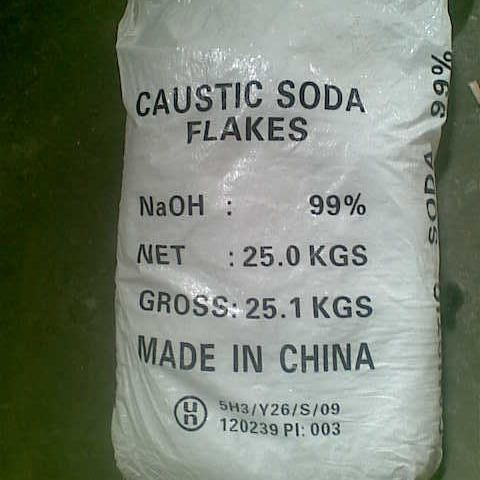 CAUSTIC SODA
FLAKES
NaOH : 99%
NET : 25.0 KGS
GROSS: 25.1 KGS
MADE IN CHINA
un
5H3/Y26/S/09
120239 PI: 003
SODA 99%